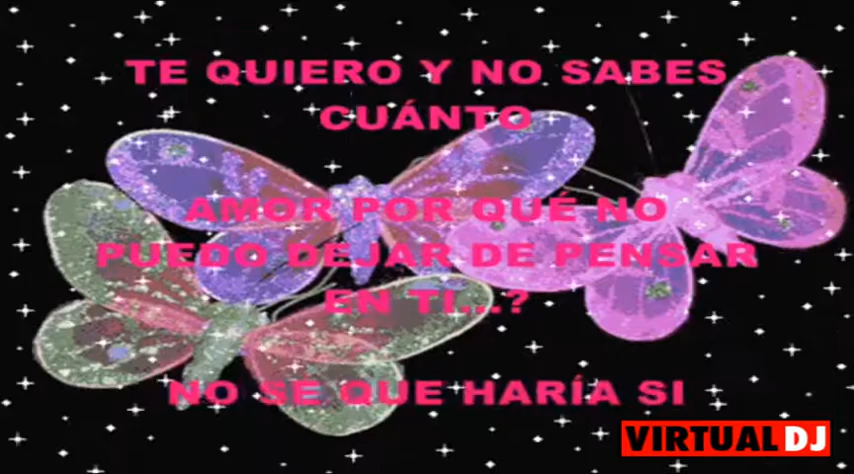 TE QUIERO Y NO SABES
CUÁNTO
AMOR POR QUÉ NO
PUEDO DEJAR DE PENSAR
EN TI...?
NO SE QUE HARÍA SI
VIRTUAL DJ